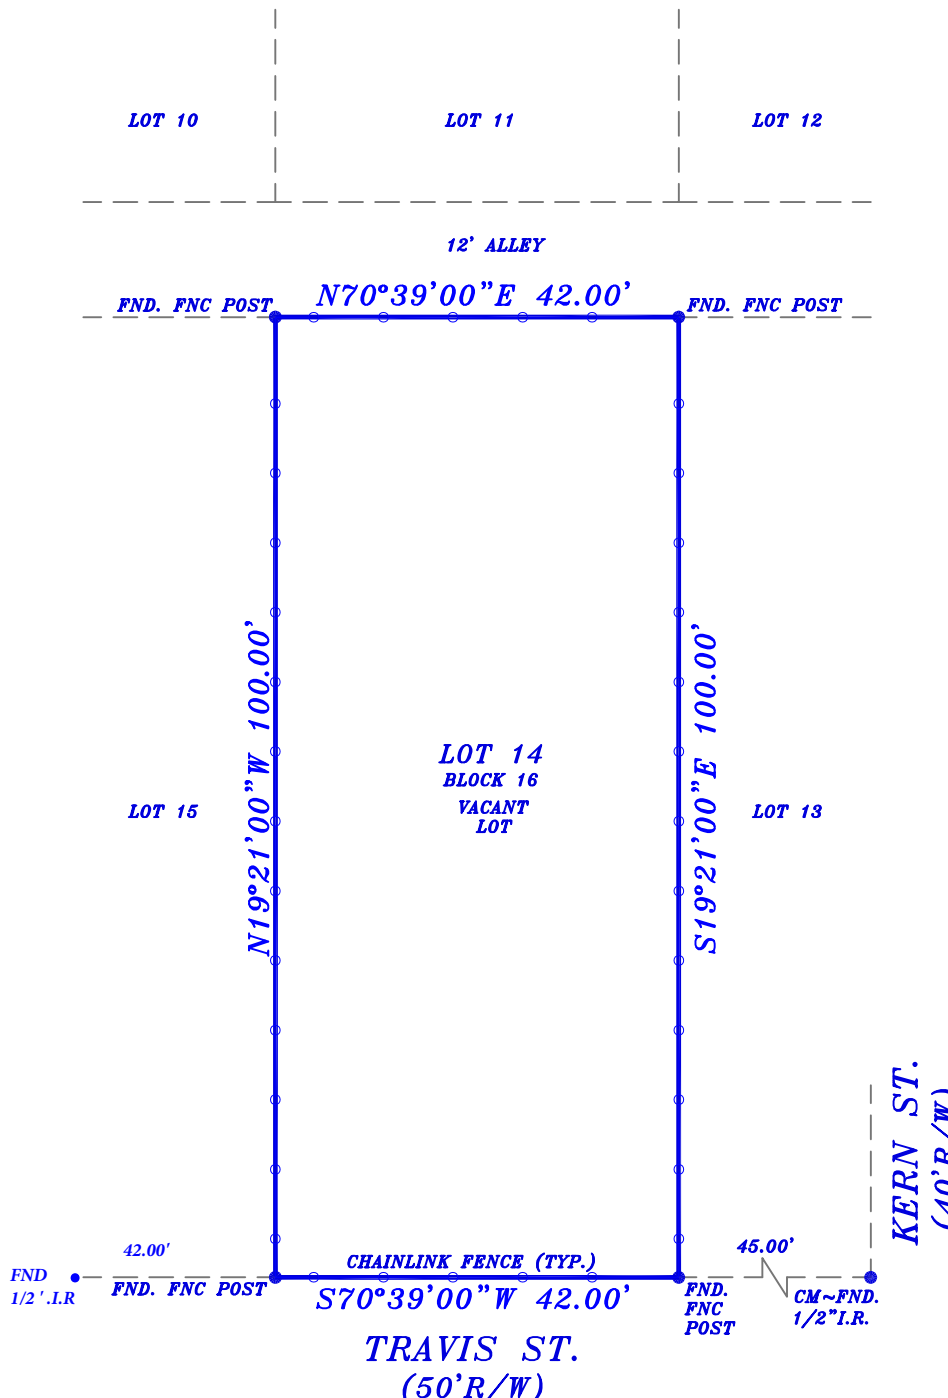 LOT 10
LOT 11
LOT 12
12' ALLEY
FND. FNC POST
N70°39'00"E 42.00'
FND. FNC POST
N19°21'00"W 100.00'
S19°21'00"E 100.00'
LOT 14
BLOCK 16
VACANT
LOT
LOT 15
LOT 13
KERN ST.
(40'R/W)
42.00'
CHAINLINK FENCE (TYP.)
45.00'
FND
1/2 '.I.R
FND. FNC POST
S70°39'00"W 42.00'
FND.
FNC
POST
CM~FND.
1/2"I.R.
TRAVIS ST.
(50'R/W)